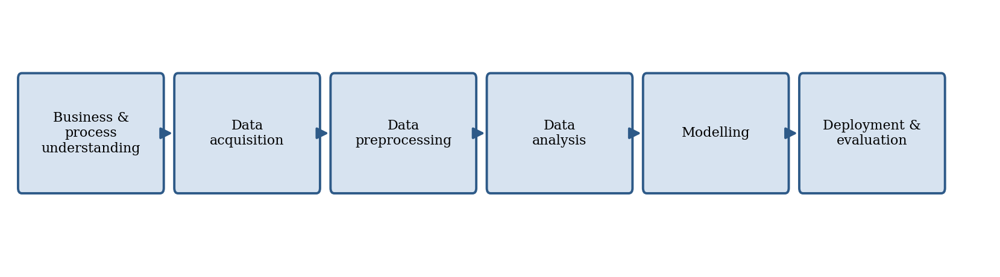 Business &
process
understanding
Data
acquisition
Data
preprocessing
Data
analysis
Modelling
Deployment &
evaluation